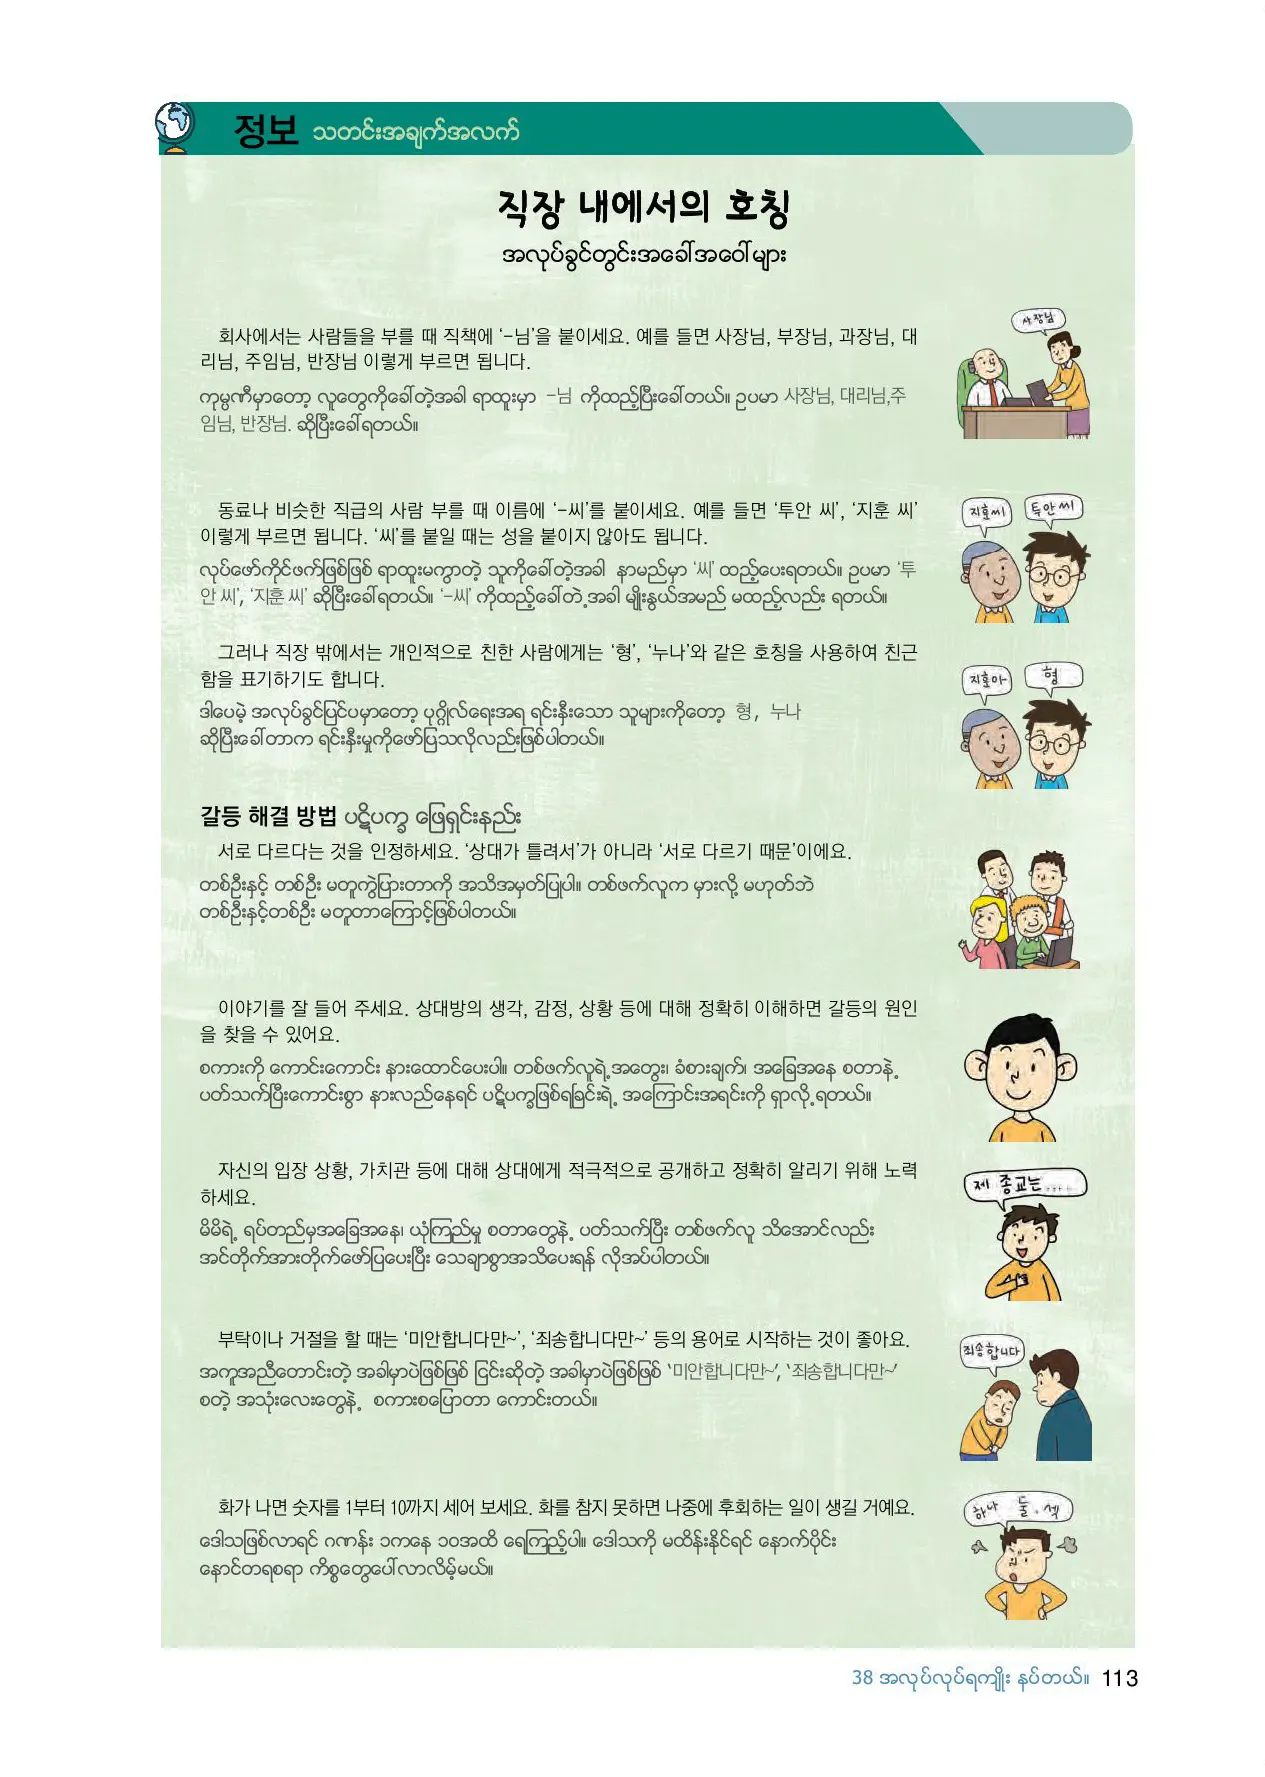 정보 သတင်းအချက်အလက်
직장 내에서의 호칭
အလုပ်ခွင်တွင်းအခေါ်အဝေါ်များ
회사에서는 사람들을 부를 때 직책에 ‘-님’을 붙이세요. 예를 들면 사장님, 부장님, 과장님, 대
리님, 주임님, 반장님 이렇게 부르면 됩니다.
ကုမ္ပဏီမှာတော့ လူတွေကိုခေါ်တဲ့အခါ ရာထူးမှာ -님 ကိုထည့်ပြီးခေါ်တယ်။ ဥပမာ 사장님, 대리님,주
임님, 반장님. ဆိုပြီးခေါ်ရတယ်။
사장님
동료나 비슷한 직급의 사람 부를 때 이름에 ‘-씨’를 붙이세요. 예를 들면 ‘투안 씨’, ‘지훈 씨’
이렇게 부르면 됩니다. ‘씨’를 붙일 때는 성을 붙이지 않아도 됩니다.
လုပ်ဖော်ကိုင်ဖက်ဖြစ်ဖြစ် ရာထူးမကွာတဲ့ သူကိုခေါ်တဲ့အခါ နာမည်မှာ ‘씨’ ထည့်ပေးရတယ်။ ဥပမာ ‘투
안 씨’, ‘지훈 씨’ ဆိုပြီးခေါ်ရတယ်။ ‘-씨’ ကိုထည့်ခေါ်တဲ့အခါ မျိုးနွယ်အမည် မထည့်လည်း ရတယ်။
지훈씨 투안씨
그러나 직장 밖에서는 개인적으로 친한 사람에게는 ‘형’, ‘누나’와 같은 호칭을 사용하여 친근
함을 표기하기도 합니다.
ဒါပေမဲ့ အလုပ်ခွင်ပြင်ပမှာတော့ ပုဂ္ဂိုလ်ရေးအရ ရင်းနှီးသော သူများကိုတော့ 형, 누나
ဆိုပြီးခေါ်တာက ရင်းနှီးမှုကိုဖော်ပြသလိုလည်းဖြစ်ပါတယ်။
지훈아 형
갈등 해결 방법 ပဋိပက္ခ ဖြေရှင်းနည်း
서로 다르다는 것을 인정하세요. ‘상대가 틀려서’가 아니라 ‘서로 다르기 때문’이에요.
တစ်ဦးနှင့် တစ်ဦး မတူကွဲပြားတာကို အသိအမှတ်ပြုပါ။ တစ်ဖက်လူက မှားလို့ မဟုတ်ဘဲ
တစ်ဦးနှင့်တစ်ဦး မတူတာကြောင့်ဖြစ်ပါတယ်။
이야기를 잘 들어 주세요. 상대방의 생각, 감정, 상황 등에 대해 정확히 이해하면 갈등의 원인
을 찾을 수 있어요.
စကားကို ကောင်းကောင်း နားထောင်ပေးပါ။ တစ်ဖက်လူရဲ့အတွေး၊ ခံစားချက်၊ အခြေအနေ စတာနဲ့
ပတ်သက်ပြီးကောင်းစွာ နားလည်နေရင် ပဋိပက္ခဖြစ်ရခြင်းရဲ့ အကြောင်းအရင်းကို ရှာလို့ရတယ်။
자신의 입장 상황, 가치관 등에 대해 상대에게 적극적으로 공개하고 정확히 알리기 위해 노력
하세요.
မိမိရဲ့ ရပ်တည်မှုအခြေအနေ၊ ယုံကြည်မှု စတာတွေနဲ့ ပတ်သက်ပြီး တစ်ဖက်လူ သိအောင်လည်း
အင်တိုက်အားတိုက်ဖော်ပြပေးပြီး သေချာစွာအသိပေးရန် လိုအပ်ပါတယ်။
제 종교는.....
부탁이나 거절을 할 때는 ‘미안합니다만~’, ‘죄송합니다만~’ 등의 용어로 시작하는 것이 좋아요.
အကူအညီတောင်းတဲ့ အခါမှာပဲဖြစ်ဖြစ် ငြင်းဆိုတဲ့ အခါမှာပဲဖြစ်ဖြစ် ‘미안합니다만~’, ‘죄송합니다만~’
စတဲ့ အသုံးလေးတွေနဲ့ စကားစပြောတာ ကောင်းတယ်။
죄송합니다
화가 나면 숫자를 1부터 10까지 세어 보세요. 화를 참지 못하면 나중에 후회하는 일이 생길 거예요.
ဒေါသဖြစ်လာရင် ဂဏန်း ၁ကနေ ၁၀အထိ ရေကြည့်ပါ။ ဒေါသကို မထိန်းနိုင်ရင် နောက်ပိုင်း
နောင်တရစရာ ကိစ္စတွေပေါ်လာလိမ့်မယ်။
하나 둘. 셋
38 အလုပ်လုပ်ရကျိုး နပ်တယ်။ 113